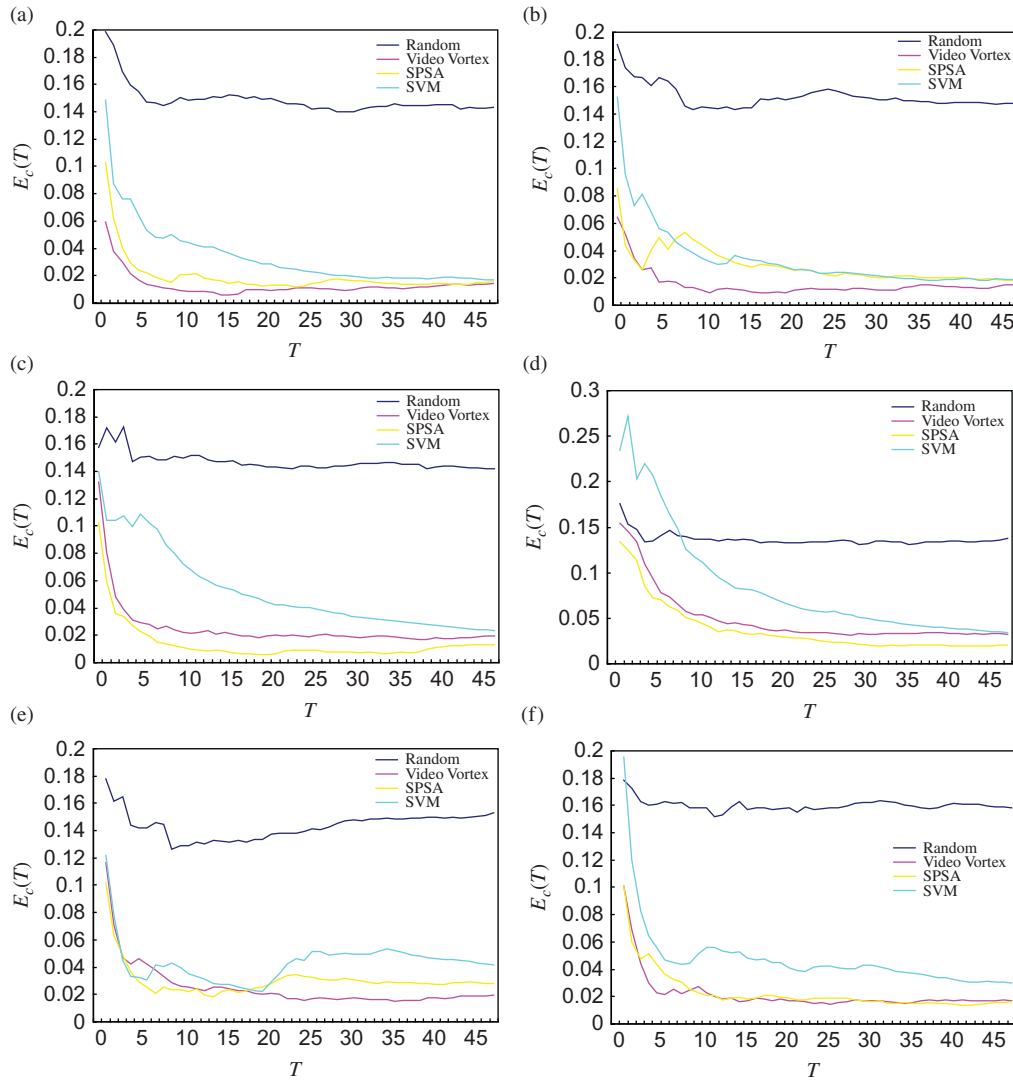 (a)
0.2
0.18
0.16
0.14
0.12
0.1
0.08
0.06
0.04
0.02
0
E_c(T)
Random
Video Vortex
SPSA
SVM
0 5 10 15 20 25 30 35 40 45
T
(b)
0.2
0.18
0.16
0.14
0.12
0.1
0.08
0.06
0.04
0.02
0
E_c(T)
Random
Video Vortex
SPSA
SVM
0 5 10 15 20 25 30 35 40 45
T
(c)
0.2
0.18
0.16
0.14
0.12
0.1
0.08
0.06
0.04
0.02
0
E_c(T)
Random
Video Vortex
SPSA
SVM
0 5 10 15 20 25 30 35 40 45
T
(d)
0.3
0.25
0.2
0.15
0.1
0.05
0
E_c(T)
Random
Video Vortex
SPSA
SVM
0 5 10 15 20 25 30 35 40 45
T
(e)
0.2
0.18
0.16
0.14
0.12
0.1
0.08
0.06
0.04
0.02
0
E_c(T)
Random
Video Vortex
SPSA
SVM
0 5 10 15 20 25 30 35 40 45
T
(f)
0.2
0.18
0.16
0.14
0.12
0.1
0.08
0.06
0.04
0.02
0
E_c(T)
Random
Video Vortex
SPSA
SVM
0 5 10 15 20 25 30 35 40 45
T